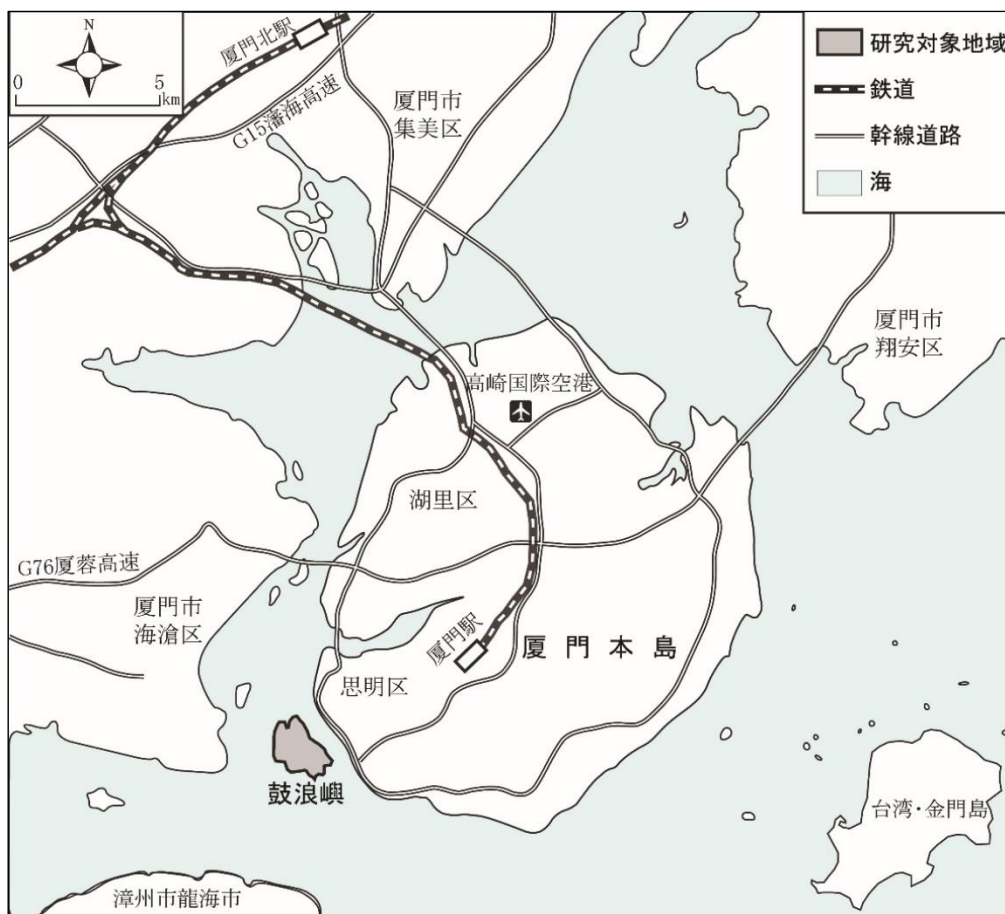 N
0 5
km
研究対象地域
鉄道
幹線道路
海
厦門北駅
G15瀋海高速
厦門市
集美区
厦門市
翔安区
高崎国際空港
湖里区
G76厦蓉高速
厦門市
海滄区
厦門駅
厦門本島
思明区
鼓浪嶼
台湾・金門島
漳州市龍海市